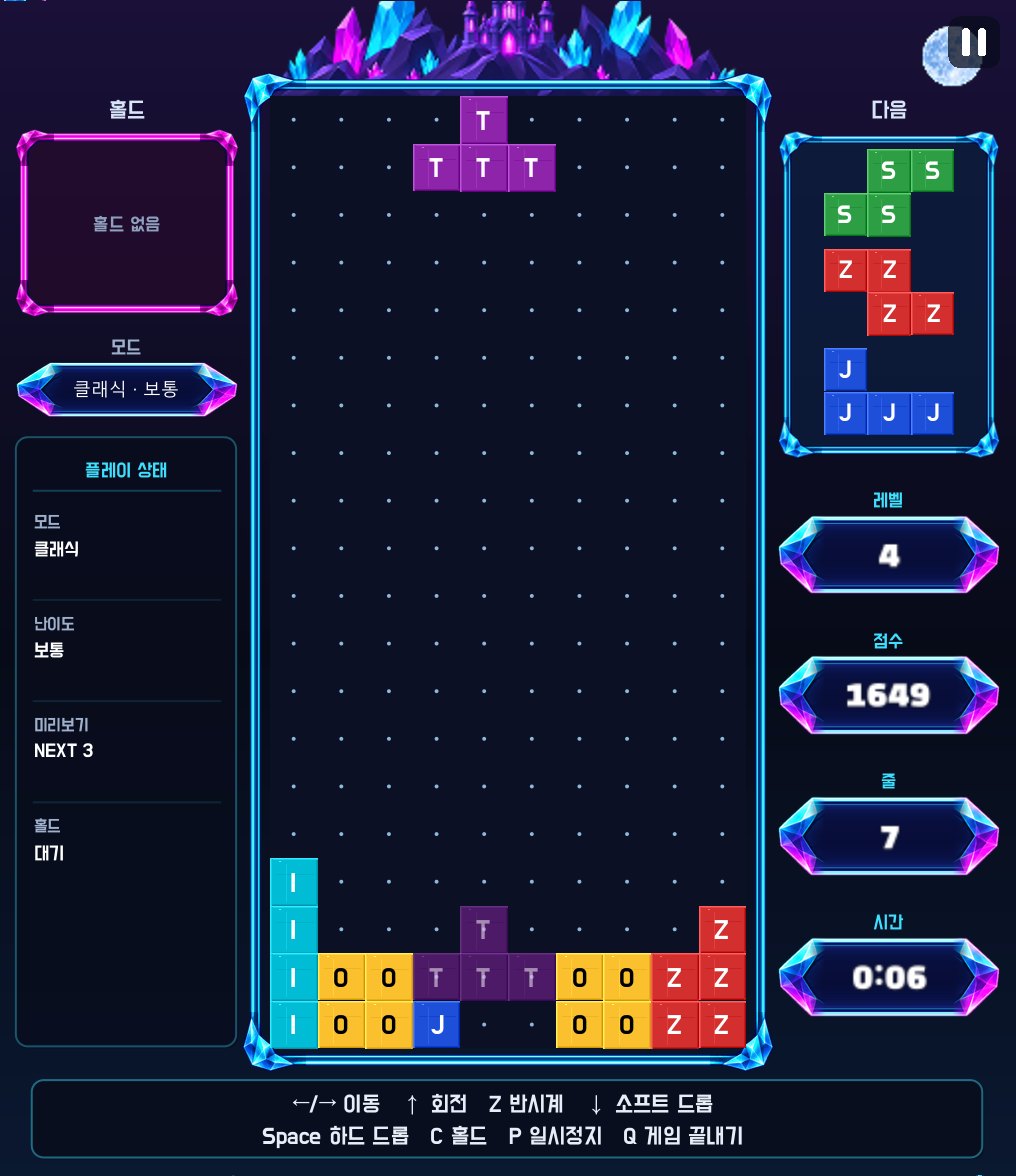 홀드
홀드 없음
모드
클래식 · 보통
플레이 상태
모드
클래식
난이도
보통
미리보기
NEXT 3
홀드
대기
T
T T T
I
I T Z
I O O T T T O O Z Z
I O O J O O Z Z
다음
S S
S S
Z Z
Z Z
J
J J J
레벨
4
점수
1649
줄
7
시간
0:06
←/→ 이동 ↑ 회전 Z 반시계 ↓ 소프트 드롭
Space 하드 드롭 C 홀드 P 일시정지 Q 게임 끝내기